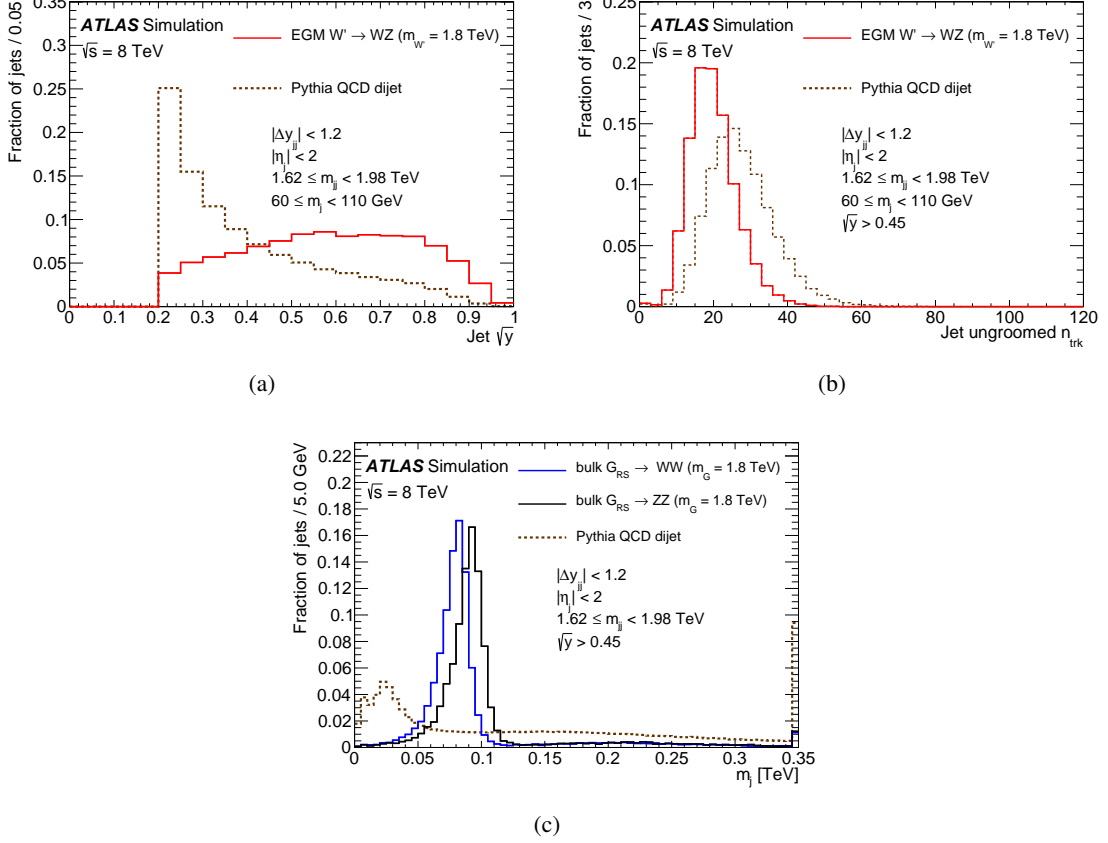 Fraction of jets / 0.05
0.35
0.3
0.25
0.2
0.15
0.1
0.05
0
ATLAS Simulation
√s = 8 TeV
EGM W' → WZ (m_W' = 1.8 TeV)
Pythia QCD dijet
|Δy_jj| < 1.2
|η_j| < 2
1.62 ≤ m_jj < 1.98 TeV
60 ≤ m_j < 110 GeV
0 0.1 0.2 0.3 0.4 0.5 0.6 0.7 0.8 0.9 1
Jet √y
(a)
Fraction of jets / 3
0.2
0.15
0.1
0.05
0
ATLAS Simulation
√s = 8 TeV
EGM W' → WZ (m_W' = 1.8 TeV)
Pythia QCD dijet
|Δy_jj| < 1.2
|η_j| < 2
1.62 ≤ m_jj < 1.98 TeV
60 ≤ m_j < 110 GeV
√y > 0.45
0 20 40 60 80 100 120
Jet ungroomed n_trk
(b)
Fraction of jets / 5.0 GeV
0.22
0.2
0.18
0.16
0.14
0.12
0.1
0.08
0.06
0.04
0.02
0
ATLAS Simulation
√s = 8 TeV
bulk G_RS → WW (m_G = 1.8 TeV)
bulk G_RS → ZZ (m_G = 1.8 TeV)
Pythia QCD dijet
|Δy_jj| < 1.2
|η_j| < 2
1.62 ≤ m_jj < 1.98 TeV
√y > 0.45
0 0.05 0.1 0.15 0.2 0.25 0.3 0.35
m_j [TeV]
(c)